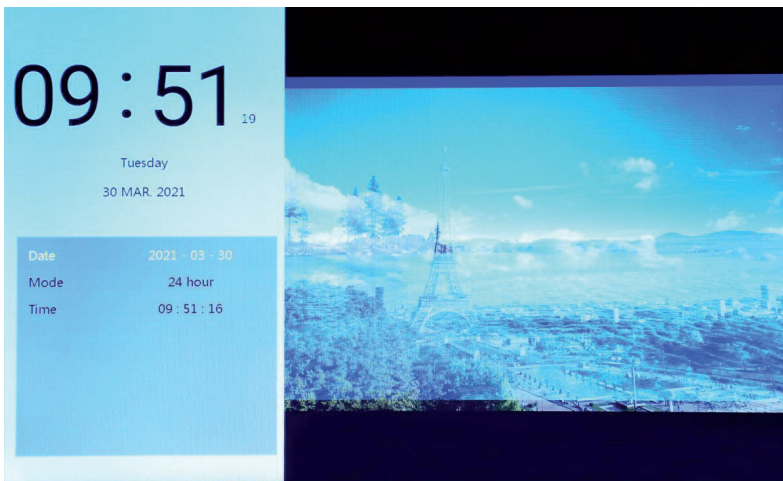 09 : 51 19
Tuesday
30 MAR. 2021
Date 2021 - 03 - 30
Mode 24 hour
Time 09 : 51 : 16